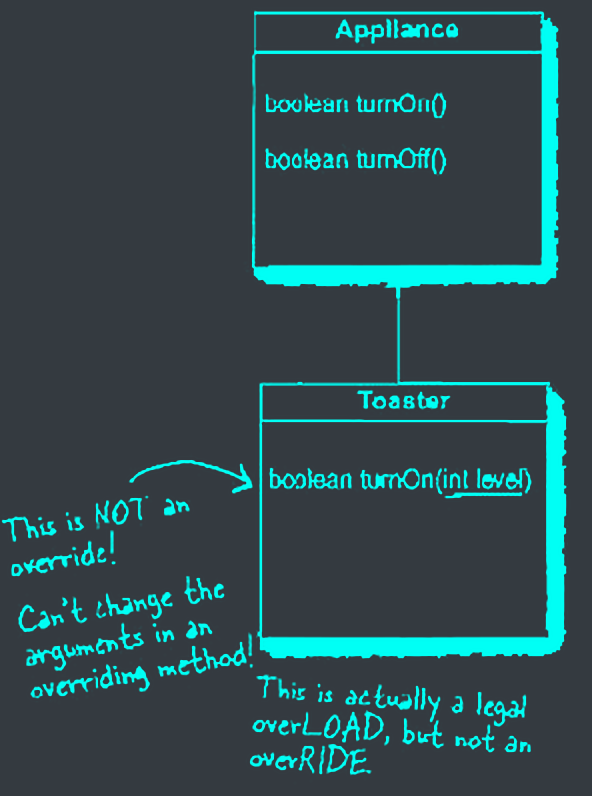 Appliance
boolean turnOn()
boolean turnOff()
Toaster
boolean turnOn(int level)
This is NOT an
override!
Can't change the
arguments in an
overriding method!
This is actually a legal
overLOAD, but not an
overRIDE.